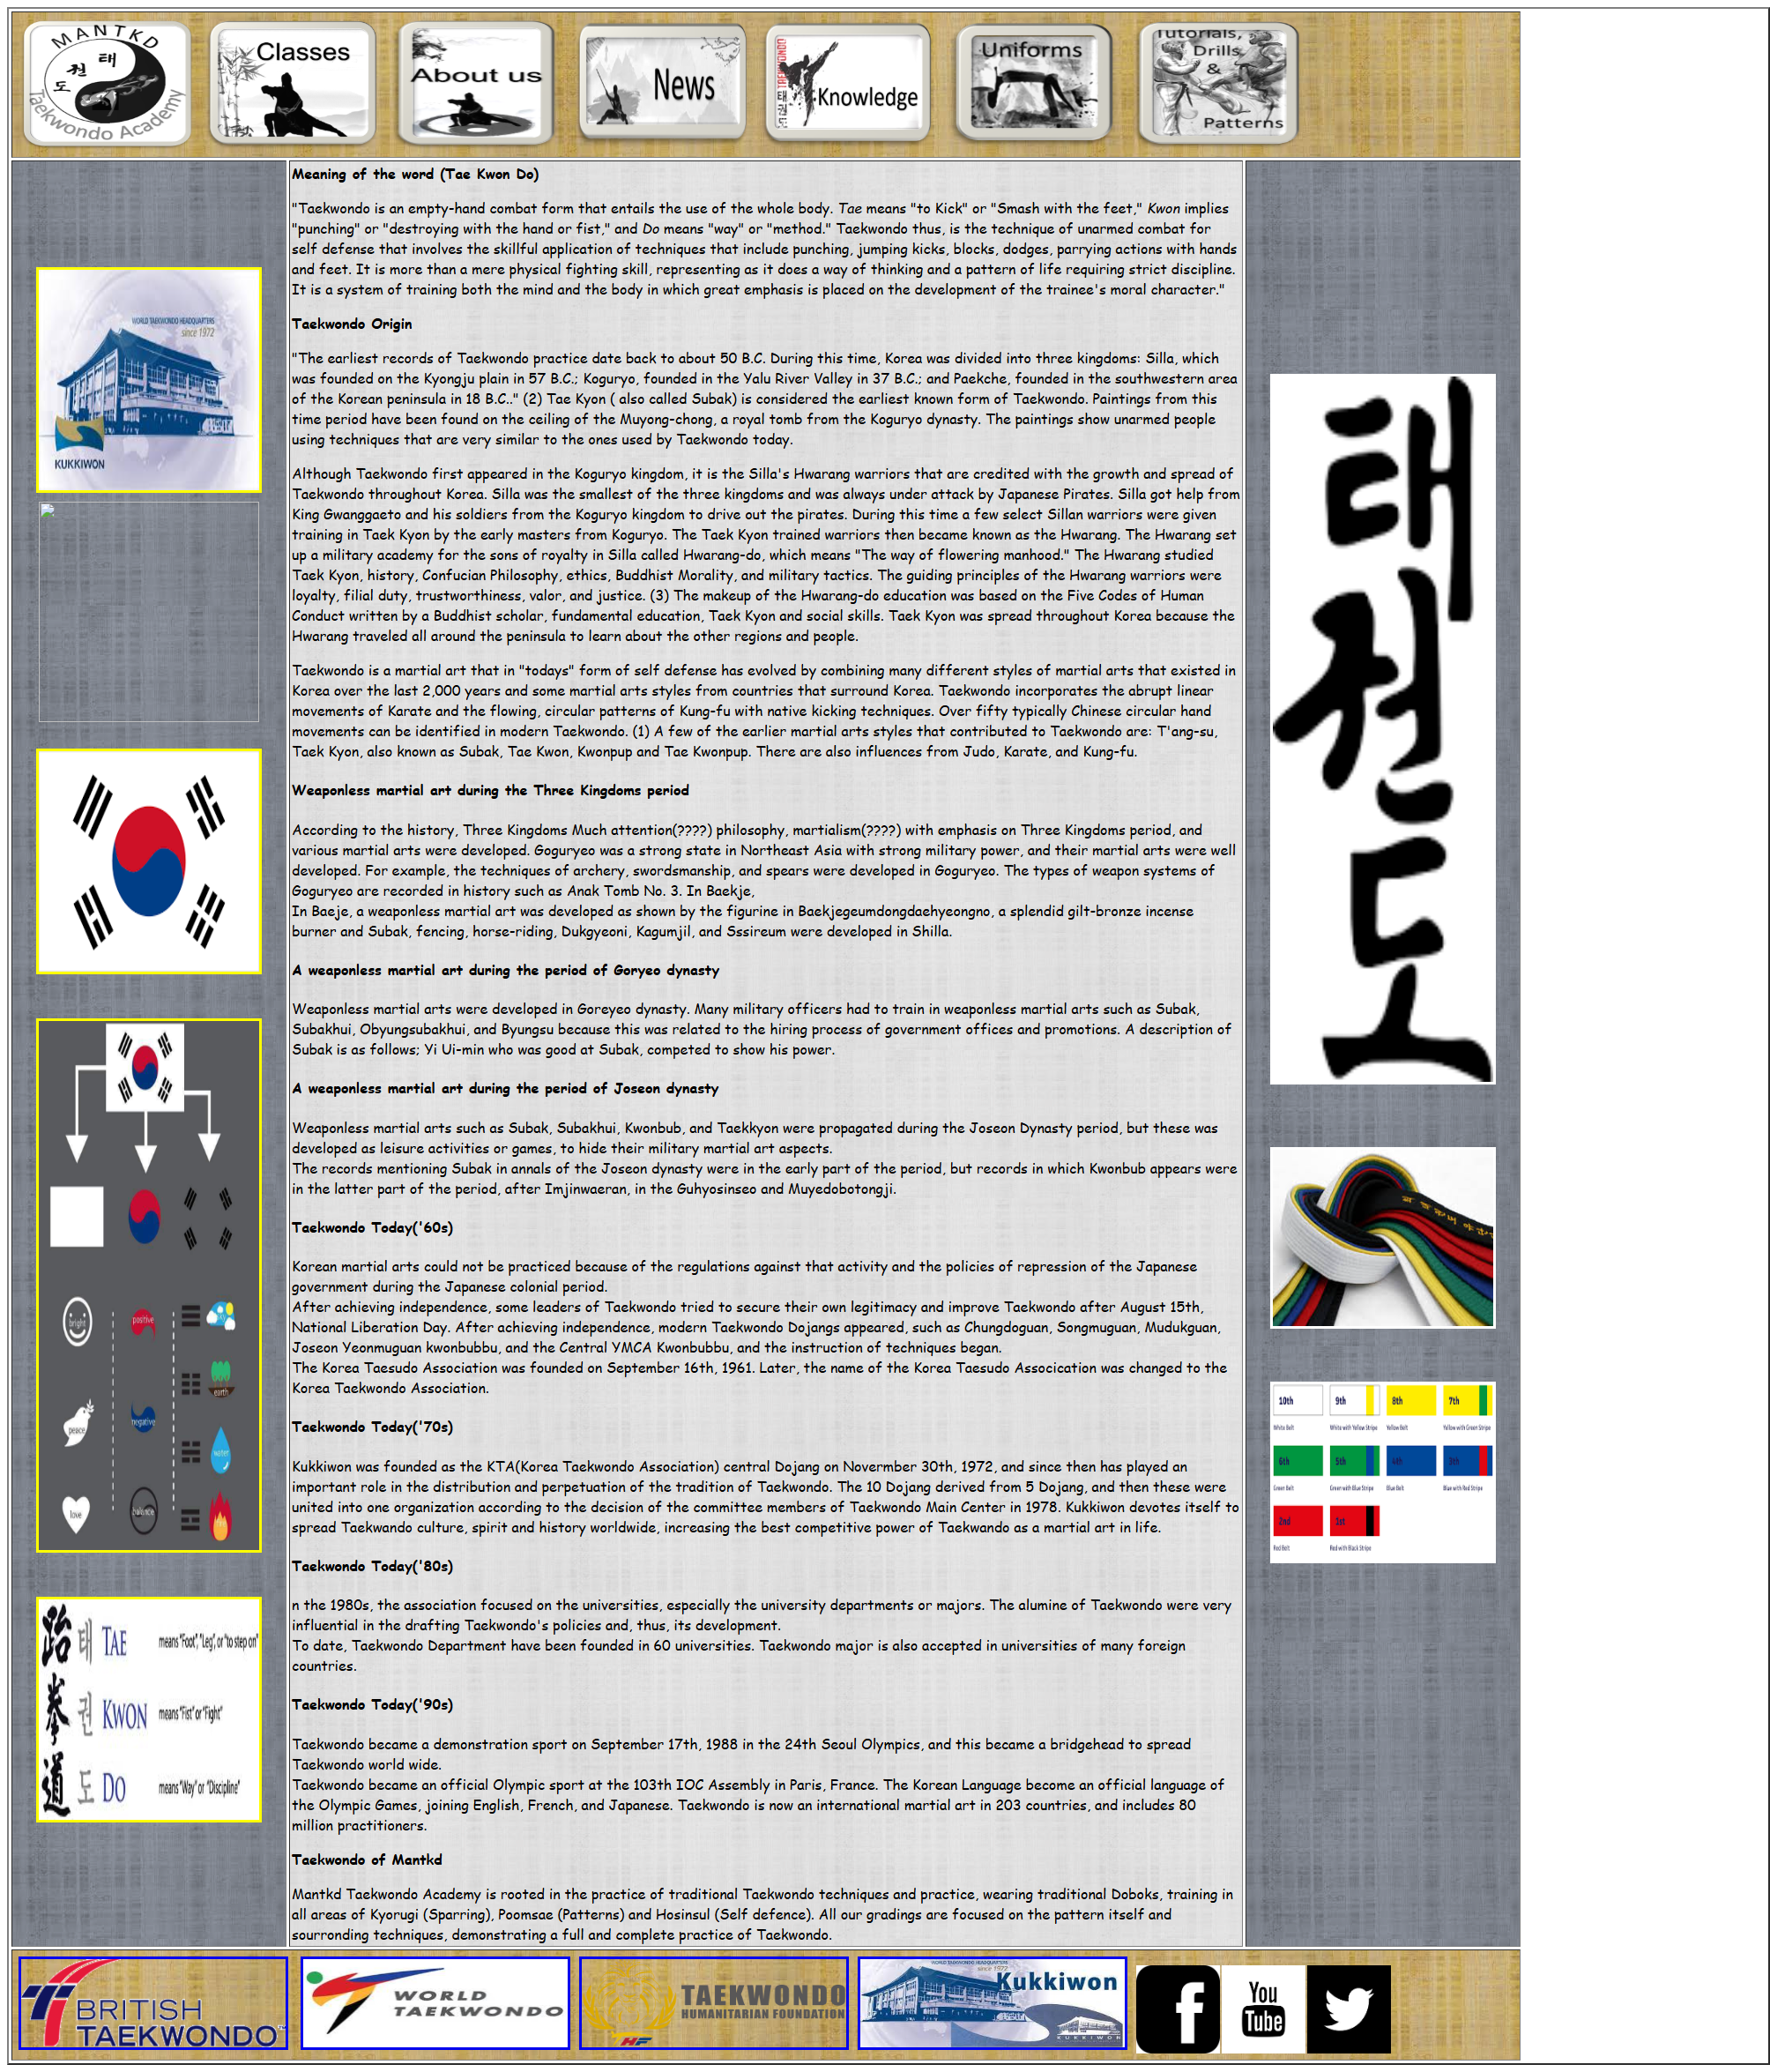 MANTKD
태
권
도
Taekwondo Academy
Classes
About us
News
TAEKWONDO
Knowledge
Uniforms
Tutorials,
Drills
&
Patterns
Meaning of the word (Tae Kwon Do)
"Taekwondo is an empty-hand combat form that entails the use of the whole body. Tae means "to Kick" or "Smash with the feet," Kwon implies
"punching" or "destroying with the hand or fist," and Do means "way" or "method." Taekwondo thus, is the technique of unarmed combat for
self defense that involves the skillful application of techniques that include punching, jumping kicks, blocks, dodges, parrying actions with hands
and feet. It is more than a mere physical fighting skill, representing as it does a way of thinking and a pattern of life requiring strict discipline.
It is a system of training both the mind and the body in which great emphasis is placed on the development of the trainee's moral character."
Taekwondo Origin
"The earliest records of Taekwondo practice date back to about 50 B.C. During this time, Korea was divided into three kingdoms: Silla, which
was founded on the Kyongju plain in 57 B.C.; Koguryo, founded in the Yalu River Valley in 37 B.C.; and Paekche, founded in the southwestern area
of the Korean peninsula in 18 B.C.." (2) Tae Kyon ( also called Subak) is considered the earliest known form of Taekwondo. Paintings from this
time period have been found on the ceiling of the Muyong-chong, a royal tomb from the Koguryo dynasty. The paintings show unarmed people
using techniques that are very similar to the ones used by Taekwondo today.
Although Taekwondo first appeared in the Koguryo kingdom, it is the Silla's Hwarang warriors that are credited with the growth and spread of
Taekwondo throughout Korea. Silla was the smallest of the three kingdoms and was always under attack by Japanese Pirates. Silla got help from
King Gwanggaeto and his soldiers from the Koguryo kingdom to drive out the pirates. During this time a few select Sillan warriors were given
training in Taek Kyon by the early masters from Koguryo. The Taek Kyon trained warriors then became known as the Hwarang. The Hwarang set
up a military academy for the sons of royalty in Silla called Hwarang-do, which means "The way of flowering manhood." The Hwarang studied
Taek Kyon, history, Confucian Philosophy, ethics, Buddhist Morality, and military tactics. The guiding principles of the Hwarang warriors were
loyalty, filial duty, trustworthiness, valor, and justice. (3) The makeup of the Hwarang-do education was based on the Five Codes of Human
Conduct written by a Buddhist scholar, fundamental education, Taek Kyon and social skills. Taek Kyon was spread throughout Korea because the
Hwarang traveled all around the peninsula to learn about the other regions and people.
Taekwondo is a martial art that in "todays" form of self defense has evolved by combining many different styles of martial arts that existed in
Korea over the last 2,000 years and some martial arts styles from countries that surround Korea. Taekwondo incorporates the abrupt linear
movements of Karate and the flowing, circular patterns of Kung-fu with native kicking techniques. Over fifty typically Chinese circular hand
movements can be identified in modern Taekwondo. (1) A few of the earlier martial arts styles that contributed to Taekwondo are: T'ang-su,
Taek Kyon, also known as Subak, Tae Kwon, Kwonpup and Tae Kwonpup. There are also influences from Judo, Karate, and Kung-fu.
Weaponless martial art during the Three Kingdoms period
According to the history, Three Kingdoms Much attention(????) philosophy, martialism(????) with emphasis on Three Kingdoms period, and
various martial arts were developed. Goguryeo was a strong state in Northeast Asia with strong military power, and their martial arts were well
developed. For example, the techniques of archery, swordsmanship, and spears were developed in Goguryeo. The types of weapon systems of
Goguryeo are recorded in history such as Anak Tomb No. 3. In Baekje,
In Baeje, a weaponless martial art was developed as shown by the figurine in Baekjegeumdongdaehyeongno, a splendid gilt-bronze incense
burner and Subak, fencing, horse-riding, Dukgyeoni, Kagumjil, and Sssireum were developed in Shilla.
A weaponless martial art during the period of Goryeo dynasty
Weaponless martial arts were developed in Goreyeo dynasty. Many military officers had to train in weaponless martial arts such as Subak,
Subakhui, Obyungsubakhui, and Byungsu because this was related to the hiring process of government offices and promotions. A description of
Subak is as follows; Yi Ui-min who was good at Subak, competed to show his power.
A weaponless martial art during the period of Joseon dynasty
Weaponless martial arts such as Subak, Subakhui, Kwonbub, and Taekkyon were propagated during the Joseon Dynasty period, but these was
developed as leisure activities or games, to hide their military martial art aspects.
The records mentioning Subak in annals of the Joseon dynasty were in the early part of the period, but records in which Kwonbub appears were
in the latter part of the period, after Imjinwaeran, in the Guhyosinseo and Muyedobotongji.
Taekwondo Today('60s)
Korean martial arts could not be practiced because of the regulations against that activity and the policies of repression of the Japanese
government during the Japanese colonial period.
After achieving independence, some leaders of Taekwondo tried to secure their own legitimacy and improve Taekwondo after August 15th,
National Liberation Day. After achieving independence, modern Taekwondo Dojangs appeared, such as Chungdoguan, Songmuguan, Mudukguan,
Joseon Yeonmuguan kwonbubbu, and the Central YMCA Kwonbubbu, and the instruction of techniques began.
The Korea Taesudo Association was founded on September 16th, 1961. Later, the name of the Korea Taesudo Assocication was changed to the
Korea Taekwondo Association.
Taekwondo Today('70s)
Kukkiwon was founded as the KTA(Korea Taekwondo Association) central Dojang on Novermber 30th, 1972, and since then has played an
important role in the distribution and perpetuation of the tradition of Taekwondo. The 10 Dojang derived from 5 Dojang, and then these were
united into one organization according to the decision of the committee members of Taekwondo Main Center in 1978. Kukkiwon devotes itself to
spread Taekwando culture, spirit and history worldwide, increasing the best competitive power of Taekwando as a martial art in life.
Taekwondo Today('80s)
n the 1980s, the association focused on the universities, especially the university departments or majors. The alumine of Taekwondo were very
influential in the drafting Taekwondo's policies and, thus, its development.
To date, Taekwondo Department have been founded in 60 universities. Taekwondo major is also accepted in universities of many foreign
countries.
Taekwondo Today('90s)
Taekwondo became a demonstration sport on September 17th, 1988 in the 24th Seoul Olympics, and this became a bridgehead to spread
Taekwondo world wide.
Taekwondo became an official Olympic sport at the 103th IOC Assembly in Paris, France. The Korean Language become an official language of
the Olympic Games, joining English, French, and Japanese. Taekwondo is now an international martial art in 203 countries, and includes 80
million practitioners.
Taekwondo of Mantkd
Mantkd Taekwondo Academy is rooted in the practice of traditional Taekwondo techniques and practice, wearing traditional Doboks, training in
all areas of Kyorugi (Sparring), Poomsae (Patterns) and Hosinsul (Self defence). All our gradings are focused on the pattern itself and
sourronding techniques, demonstrating a full and complete practice of Taekwondo.
WORLD TAEKWONDO HEADQUARTERS
since 1972
KUKKIWON
bright
positive
earth
peace
negative
water
love
balance
fire
跆 태 TAE means "Foot", "Leg", or "to step on"
拳 권 KWON means "Fist" or "Fight"
道 도 DO means "Way" or "Discipline"
태
권
도
10th 9th 8th 7th
White Belt White with Yellow Stripe Yellow Belt Yellow with Green Stripe
6th 5th 4th 3th
Green Belt Green with Blue Stripe Blue Belt Blue with Red Stripe
2nd 1st
Red Belt Red with Black Stripe
BRITISH
TAEKWONDO
WORLD
TAEKWONDO
TAEKWONDO
HUMANITARIAN FOUNDATION
HF
WORLD TAEKWONDO HEADQUARTERS
since 1972
Kukkiwon
KUKKIWON
f
You
Tube